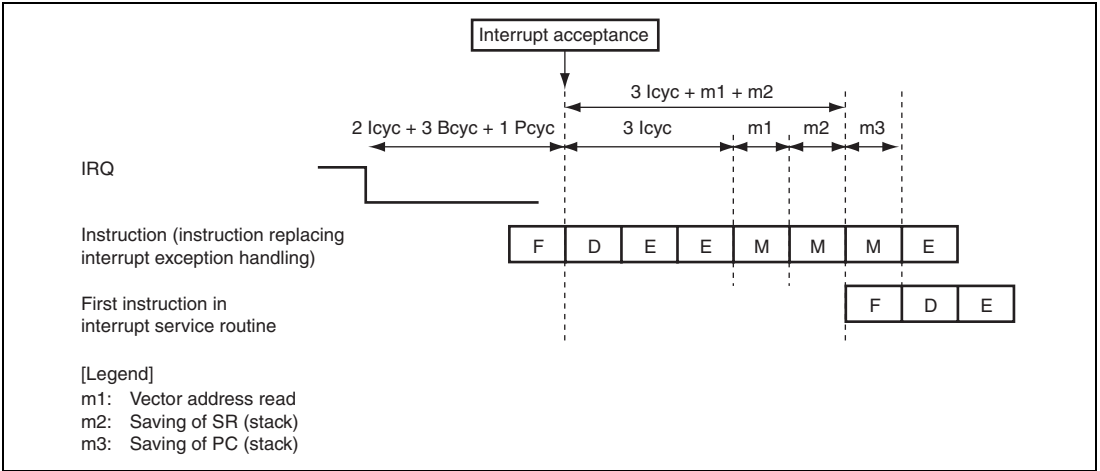 Interrupt acceptance
3 Icyc + m1 + m2
2 Icyc + 3 Bcyc + 1 Pcyc
3 Icyc
m1
m2
m3
IRQ
Instruction (instruction replacing
interrupt exception handling)
F D E E M M M E
First instruction in
interrupt service routine
F D E
[Legend]
m1: Vector address read
m2: Saving of SR (stack)
m3: Saving of PC (stack)